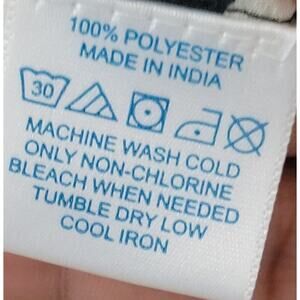 100% POLYESTER
MADE IN INDIA
30
MACHINE WASH COLD
ONLY NON-CHLORINE
BLEACH WHEN NEEDED
TUMBLE DRY LOW
COOL IRON